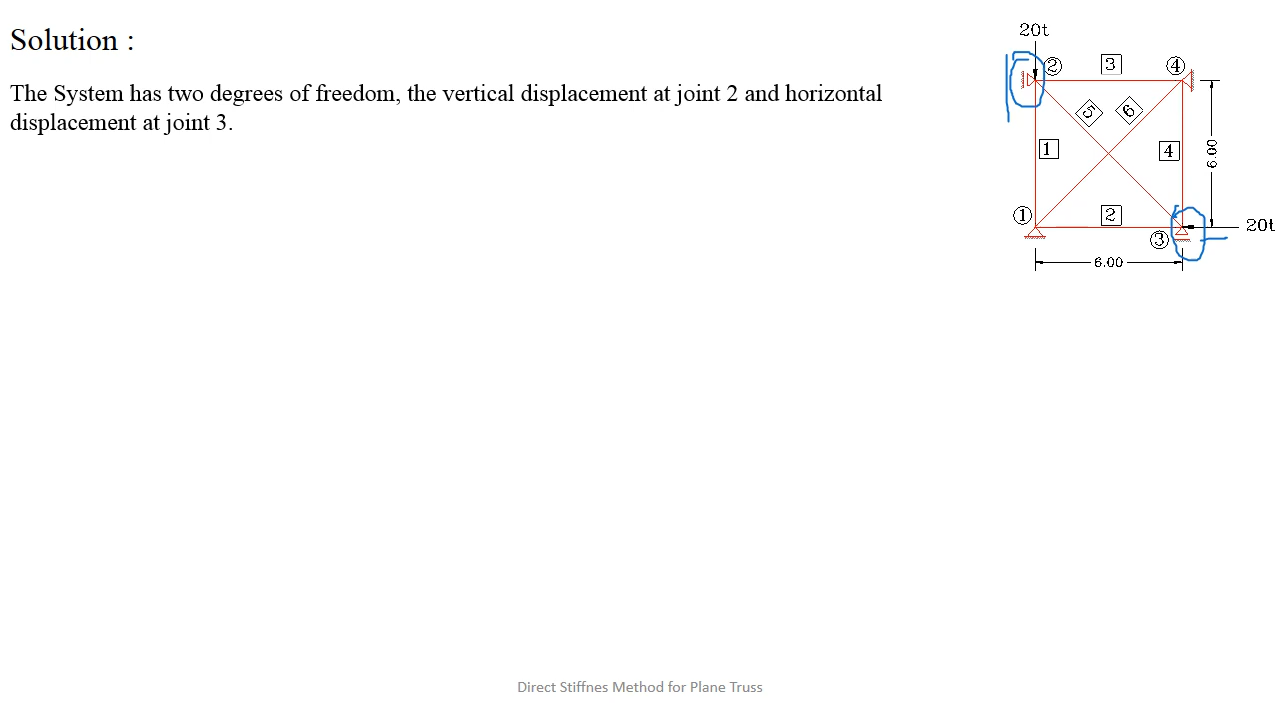 Solution :
The System has two degrees of freedom, the vertical displacement at joint 2 and horizontal
displacement at joint 3.
20t
2
3
4
5
6
1
4
6.00
1
2
3
20t
6.00
Direct Stiffnes Method for Plane Truss